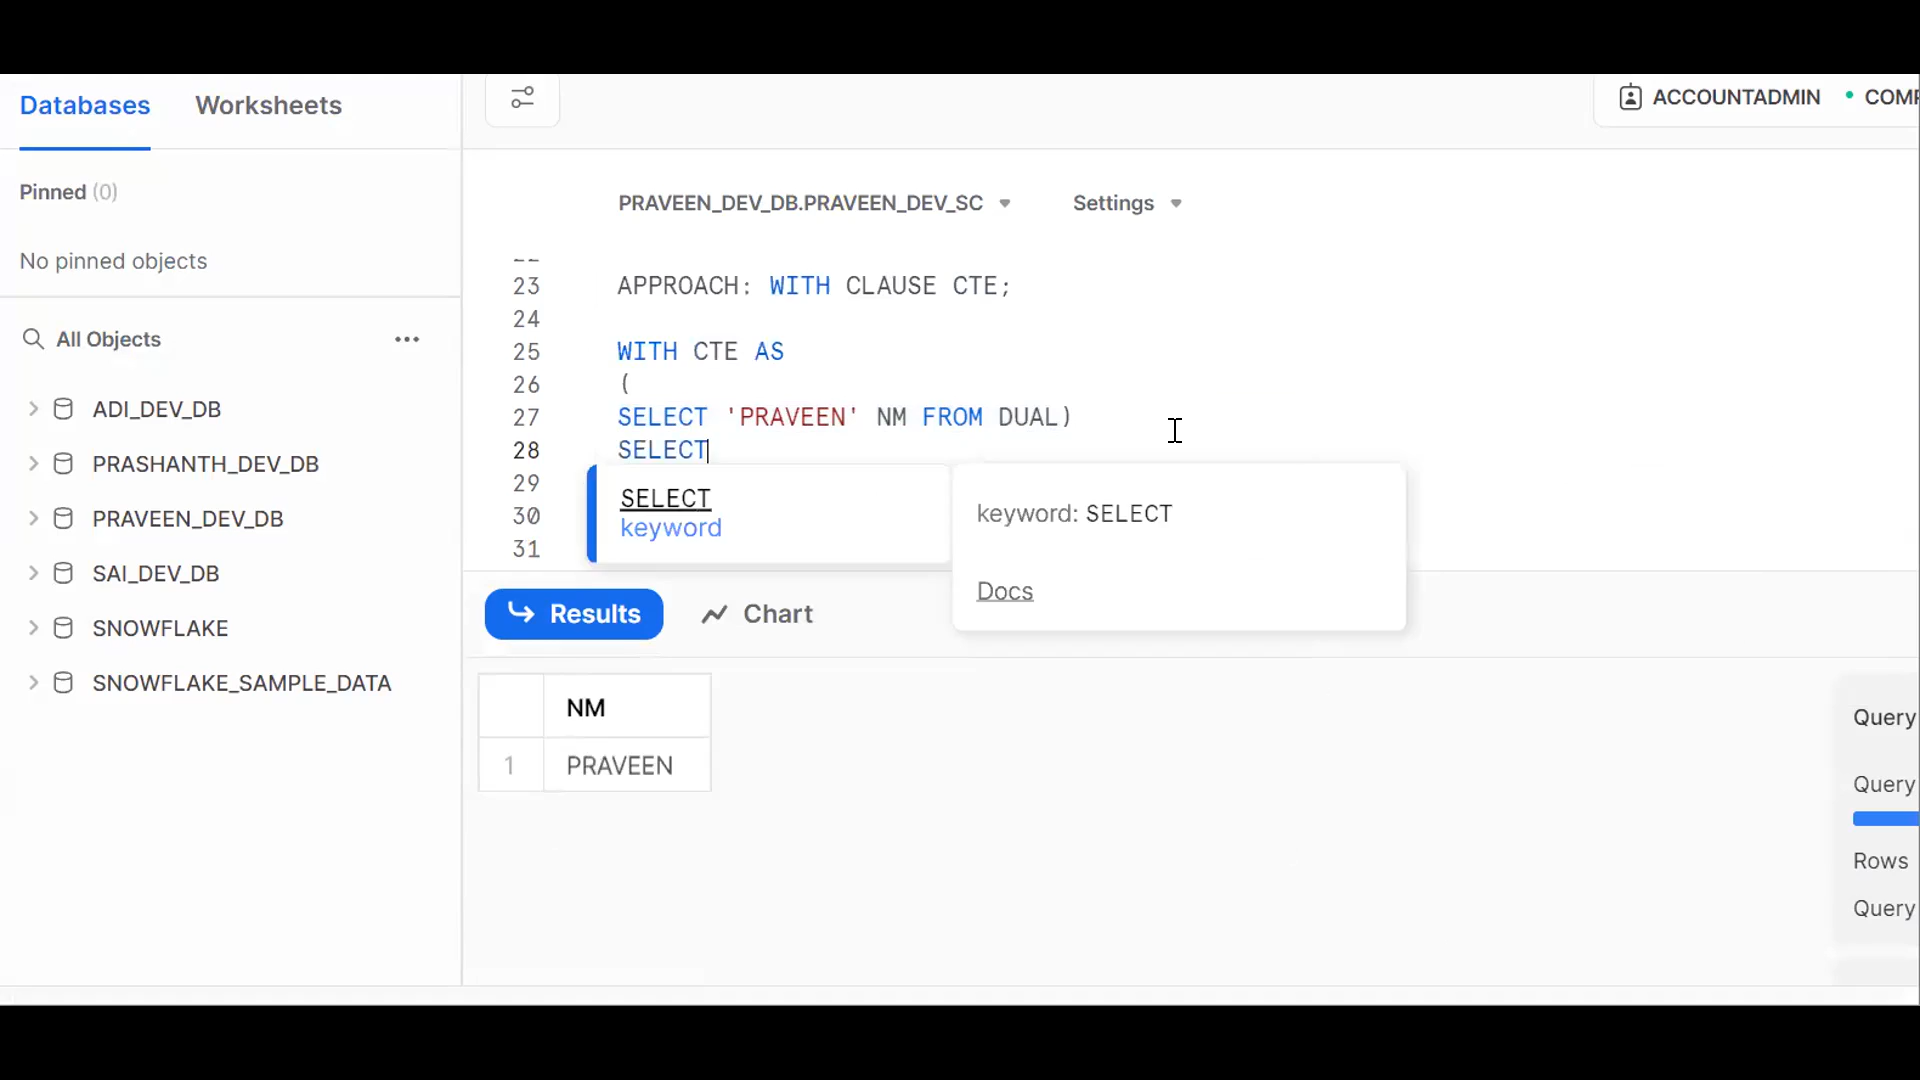 Databases Worksheets
ACCOUNTADMIN
Pinned (0)
PRAVEEN_DEV_DB.PRAVEEN_DEV_SC Settings
No pinned objects
23 APPROACH: WITH CLAUSE CTE;
24
All Objects
25 WITH CTE AS
26 (
ADI_DEV_DB
27 SELECT 'PRAVEEN' NM FROM DUAL)
28 SELECT
PRASHANTH_DEV_DB
29
30
31
SELECT
keyword
keyword: SELECT
Docs
PRAVEEN_DEV_DB
SAI_DEV_DB
SNOWFLAKE
SNOWFLAKE_SAMPLE_DATA
Results Chart
NM
1 PRAVEEN
Query
Query
Rows
Query